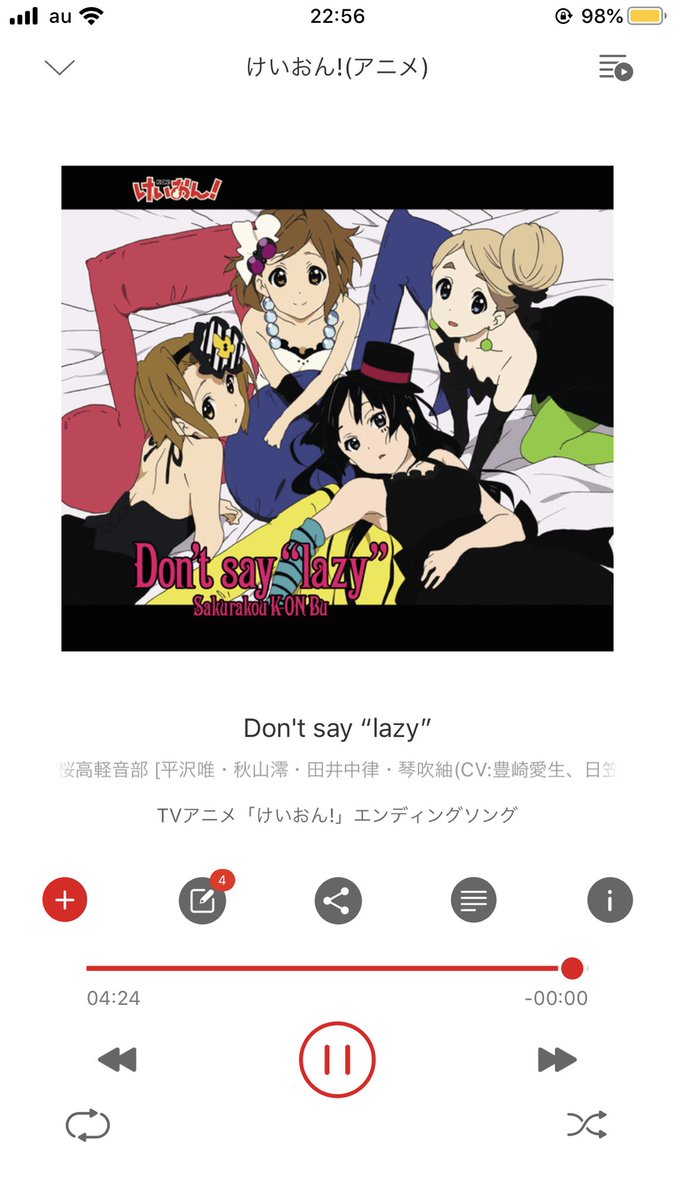 au 22:56 98%
けいおん!(アニメ)
けいおん!
K-ON!
Don't say “lazy”
Sakurakou K-ON Bu
Don't say “lazy”
桜高軽音部 [平沢唯・秋山澪・田井中律・琴吹紬(CV:豊崎愛生、日笠
TVアニメ「けいおん!」エンディングソング
4
04:24 -00:00